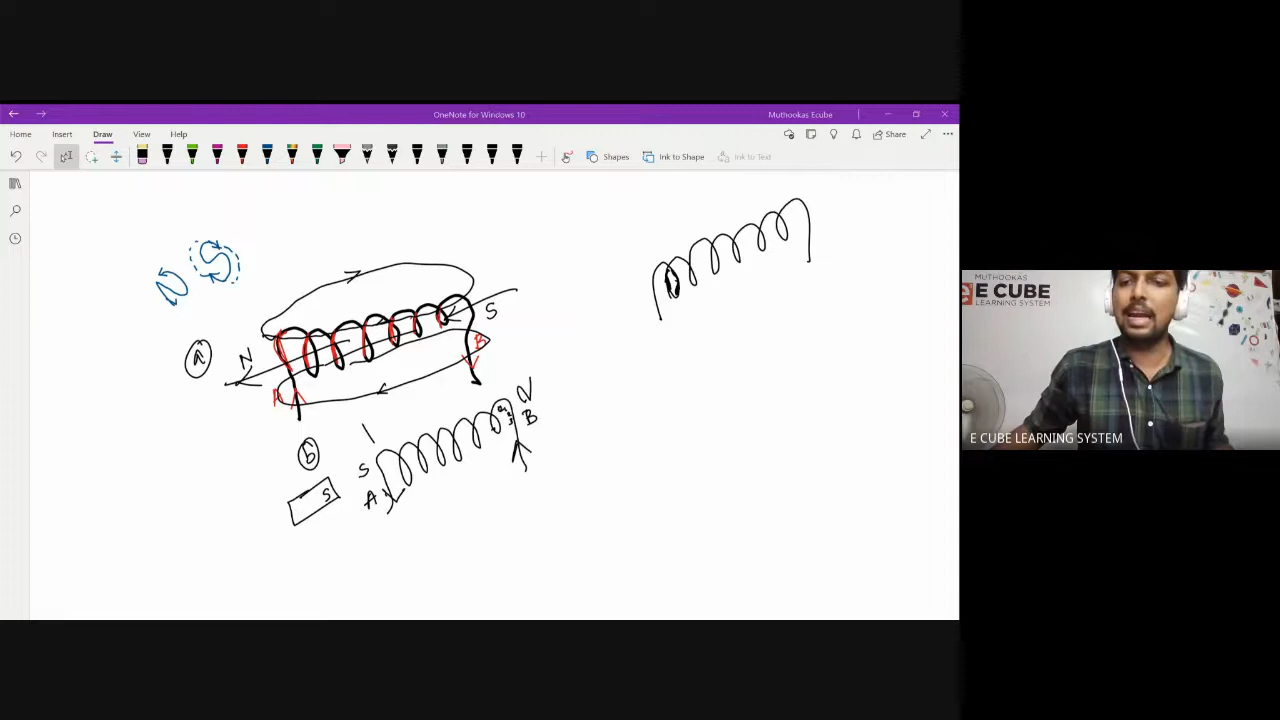 OneNote for Windows 10
Muthookas Ecube
Home Insert Draw View Help
Share
Shapes
Ink to Shape
Ink to Text
N S
S
N
a
B
A
N
B
b
S
A
S
MUTHOOKAS
E CUBE
LEARNING SYSTEM
E CUBE LEARNING SYSTEM